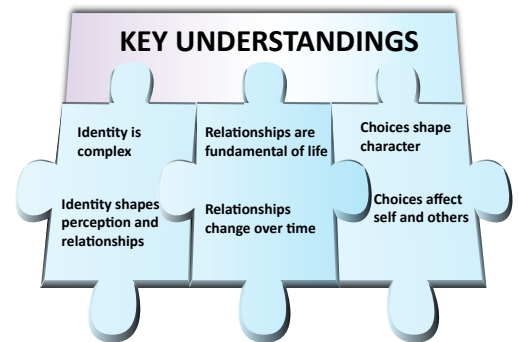 KEY UNDERSTANDINGS
Identity is
complex
Identity shapes
perception and
relationships
Relationships are
fundamental of life
Relationships
change over time
Choices shape
character
Choices affect
self and others